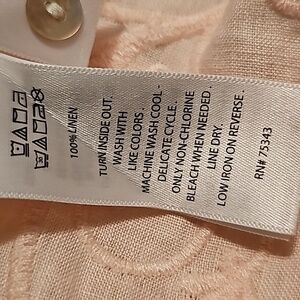 100% LINEN
TURN INSIDE OUT.
WASH WITH
LIKE COLORS.
MACHINE WASH COOL -
DELICATE CYCLE.
ONLY NON-CHLORINE
BLEACH WHEN NEEDED.
LINE DRY.
LOW IRON ON REVERSE.
RN# 75343